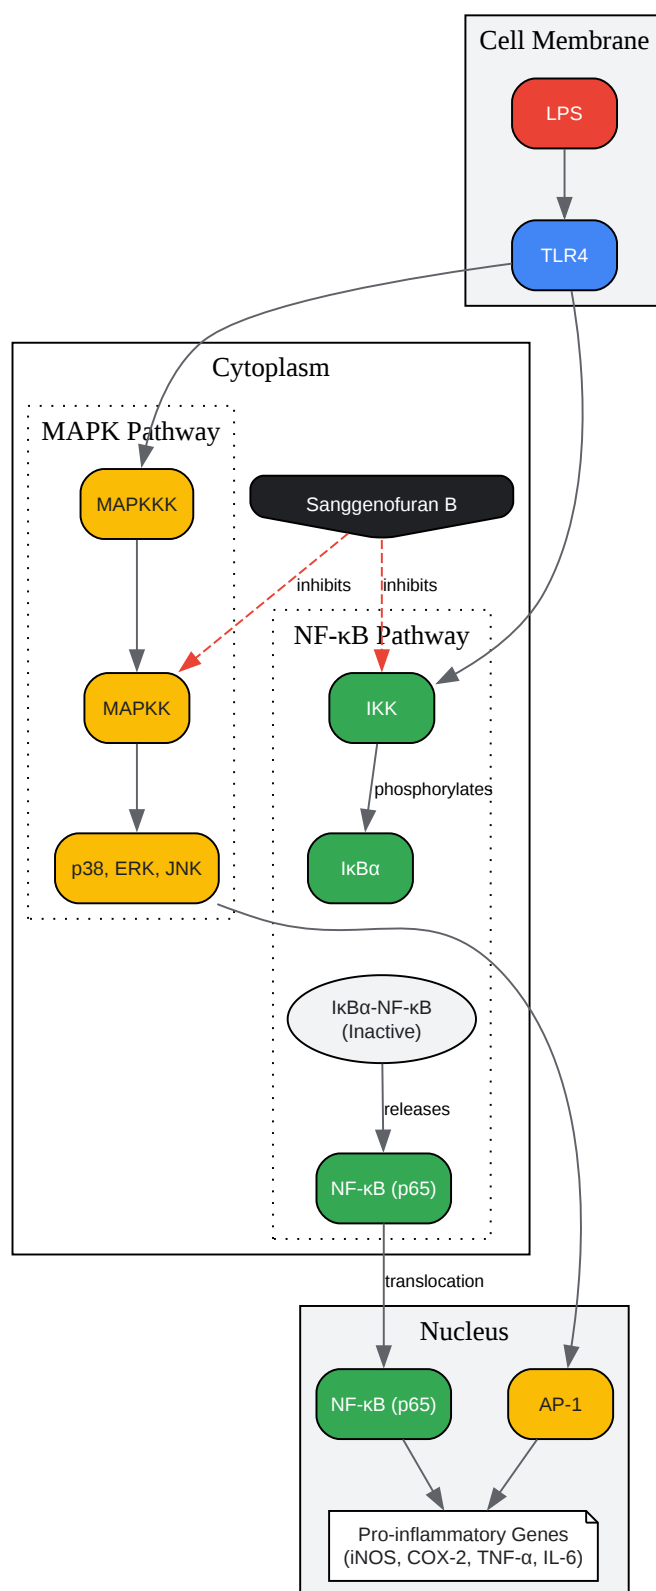 Cell Membrane
LPS
TLR4
Cytoplasm
MAPK Pathway
MAPKKK
Sanggenofuran B
inhibits
inhibits
NF-κB Pathway
MAPKK
IKK
phosphorylates
p38, ERK, JNK
IκBα
IκBα-NF-κB
(Inactive)
releases
NF-κB (p65)
translocation
Nucleus
NF-κB (p65)
AP-1
Pro-inflammatory Genes
(iNOS, COX-2, TNF-α, IL-6)